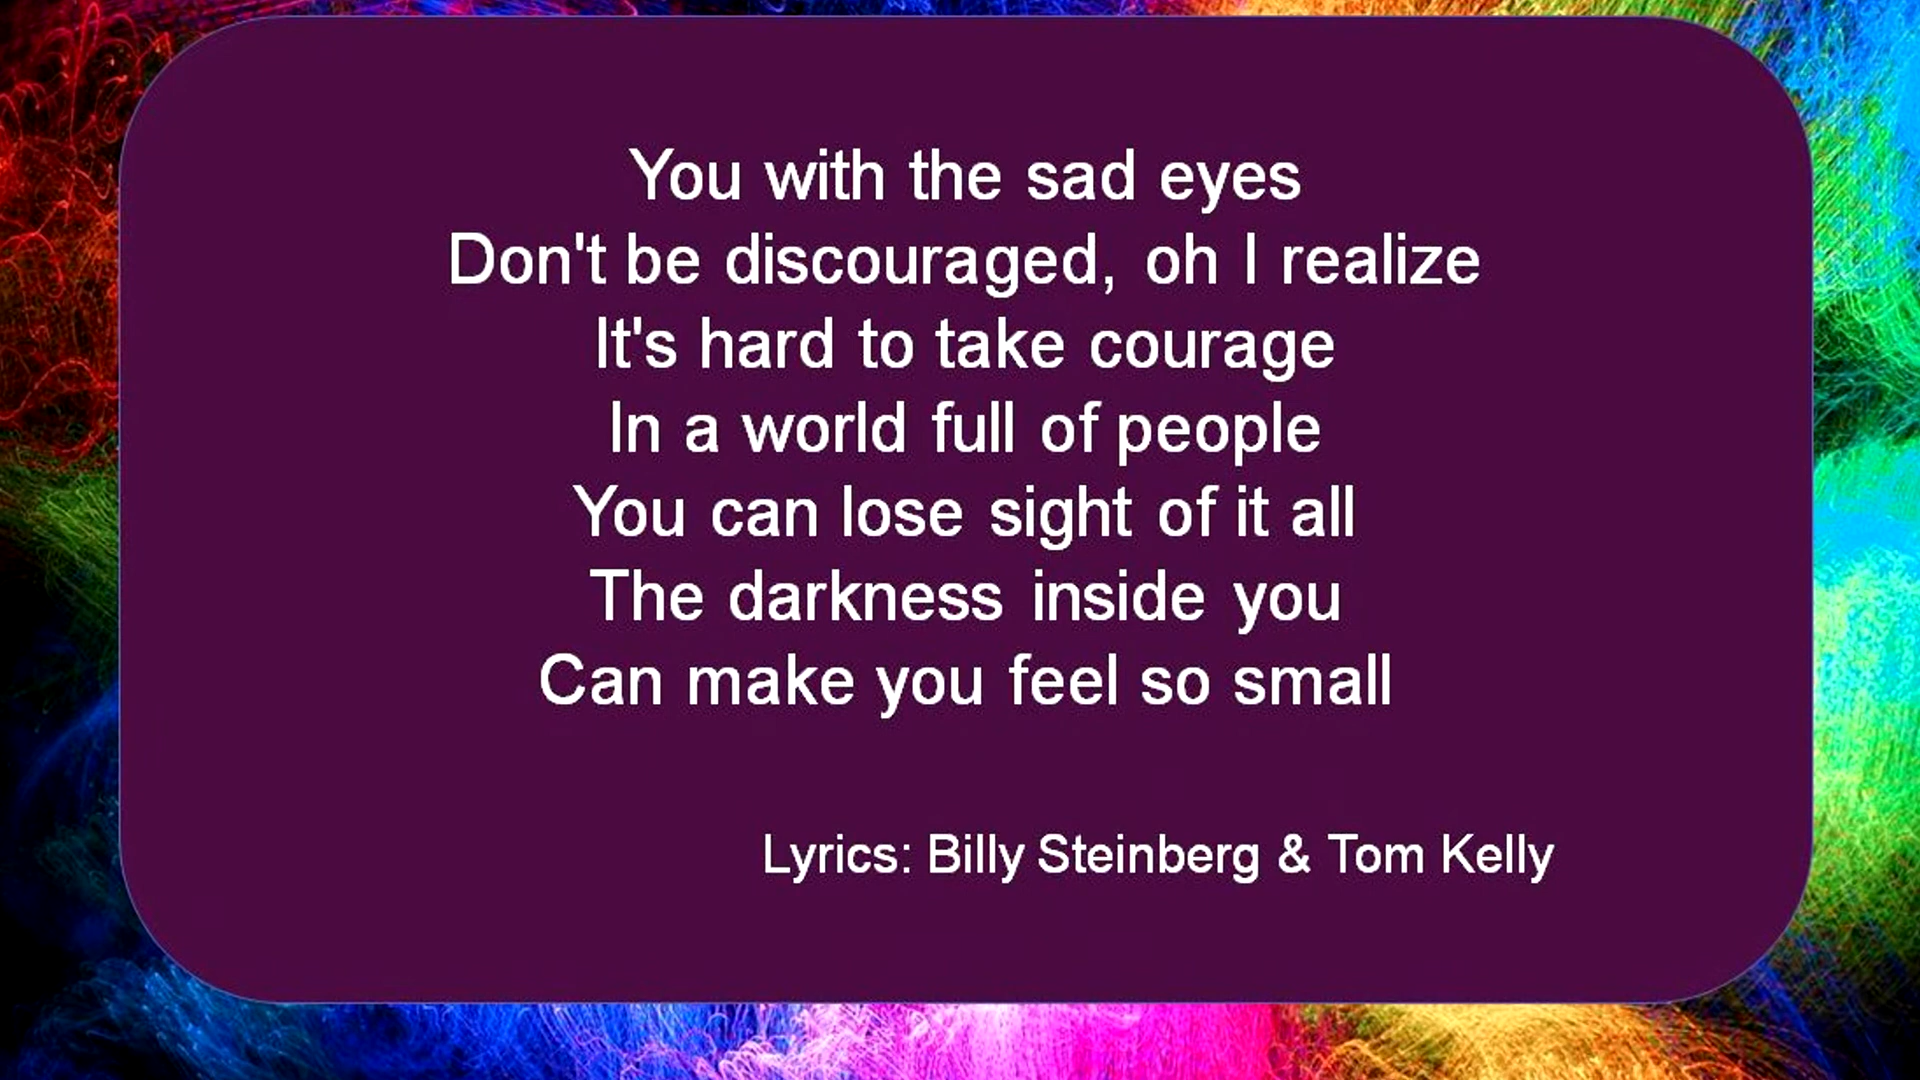 You with the sad eyes
Don't be discouraged, oh I realize
It's hard to take courage
In a world full of people
You can lose sight of it all
The darkness inside you
Can make you feel so small
Lyrics: Billy Steinberg & Tom Kelly